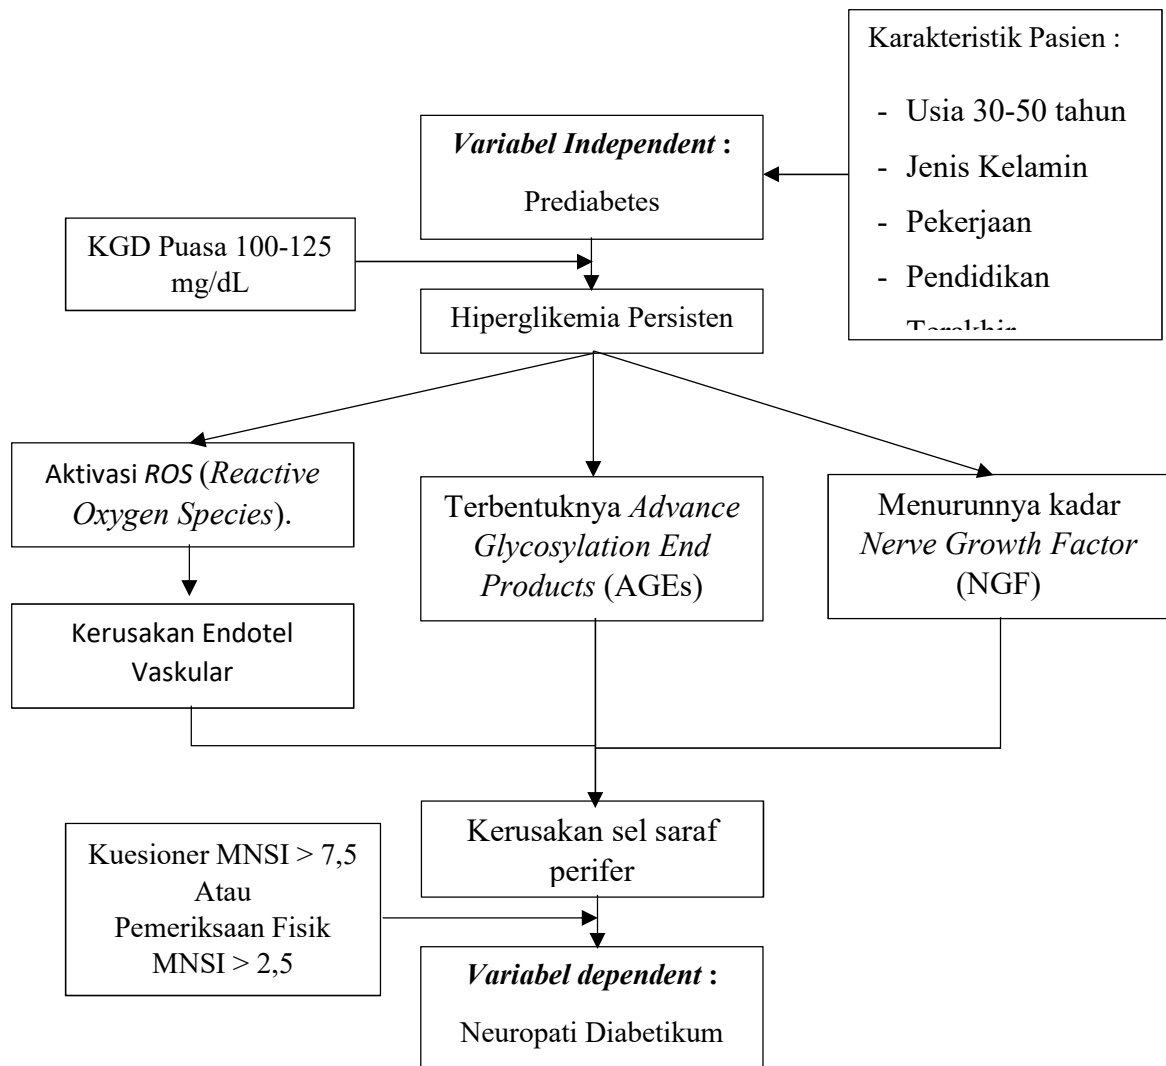 Karakteristik Pasien :
- Usia 30-50 tahun
- Jenis Kelamin
- Pekerjaan
- Pendidikan
Variabel Independent :
Prediabetes
KGD Puasa 100-125
mg/dL
Hiperglikemia Persisten
Aktivasi ROS (Reactive
Oxygen Species).
Terbentuknya Advance
Glycosylation End
Products (AGEs)
Menurunnya kadar
Nerve Growth Factor
(NGF)
Kerusakan Endotel
Vaskular
Kerusakan sel saraf
perifer
Kuesioner MNSI > 7,5
Atau
Pemeriksaan Fisik
MNSI > 2,5
Variabel dependent :
Neuropati Diabetikum